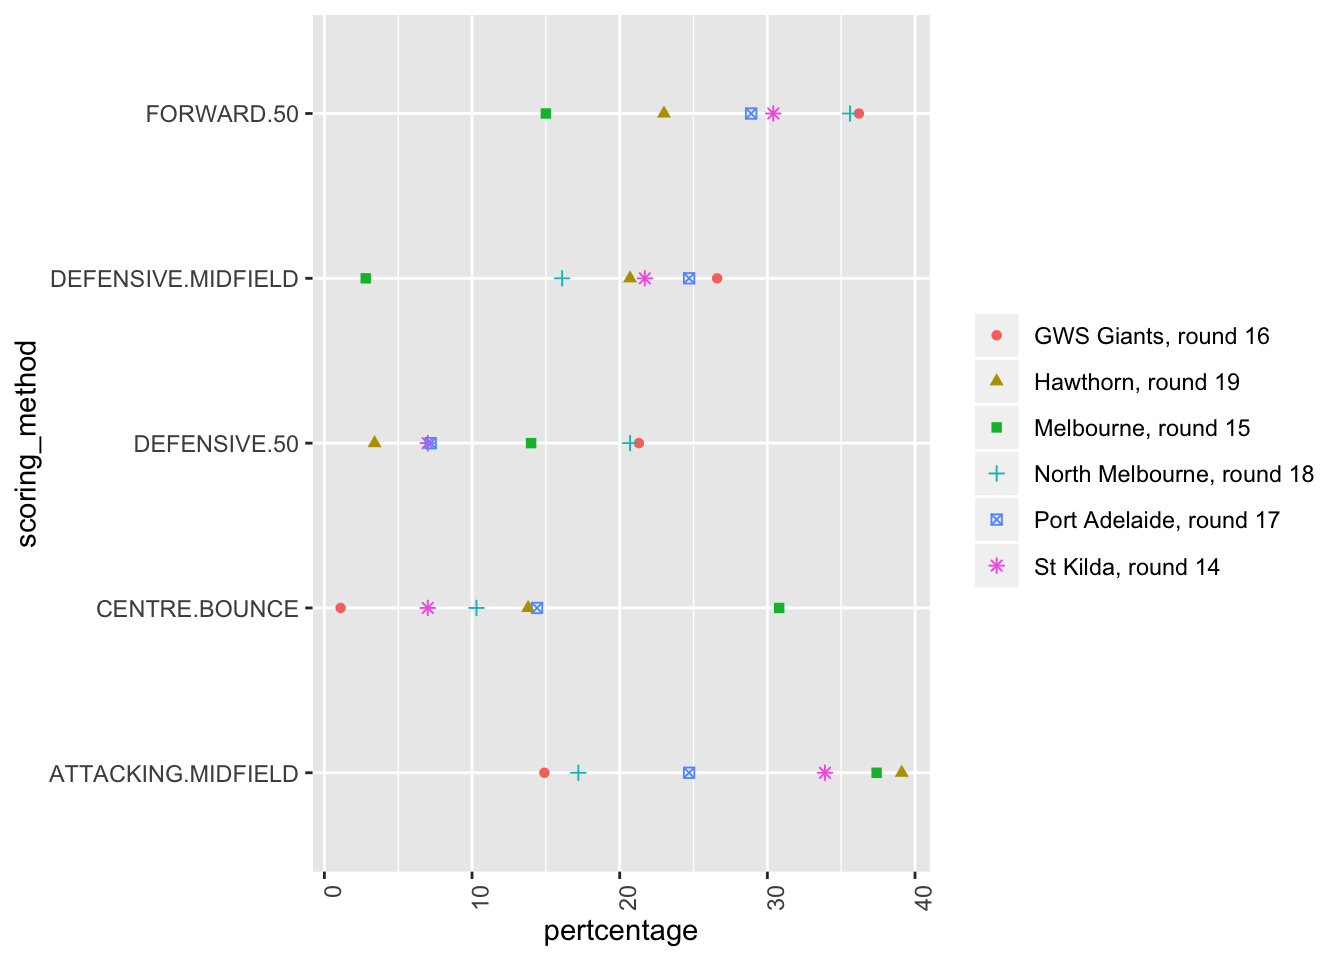 FORWARD.50
DEFENSIVE.MIDFIELD
DEFENSIVE.50
CENTRE.BOUNCE
ATTACKING.MIDFIELD
scoring_method
0
10
20
30
40
pertcentage
GWS Giants, round 16
Hawthorn, round 19
Melbourne, round 15
North Melbourne, round 18
Port Adelaide, round 17
St Kilda, round 14